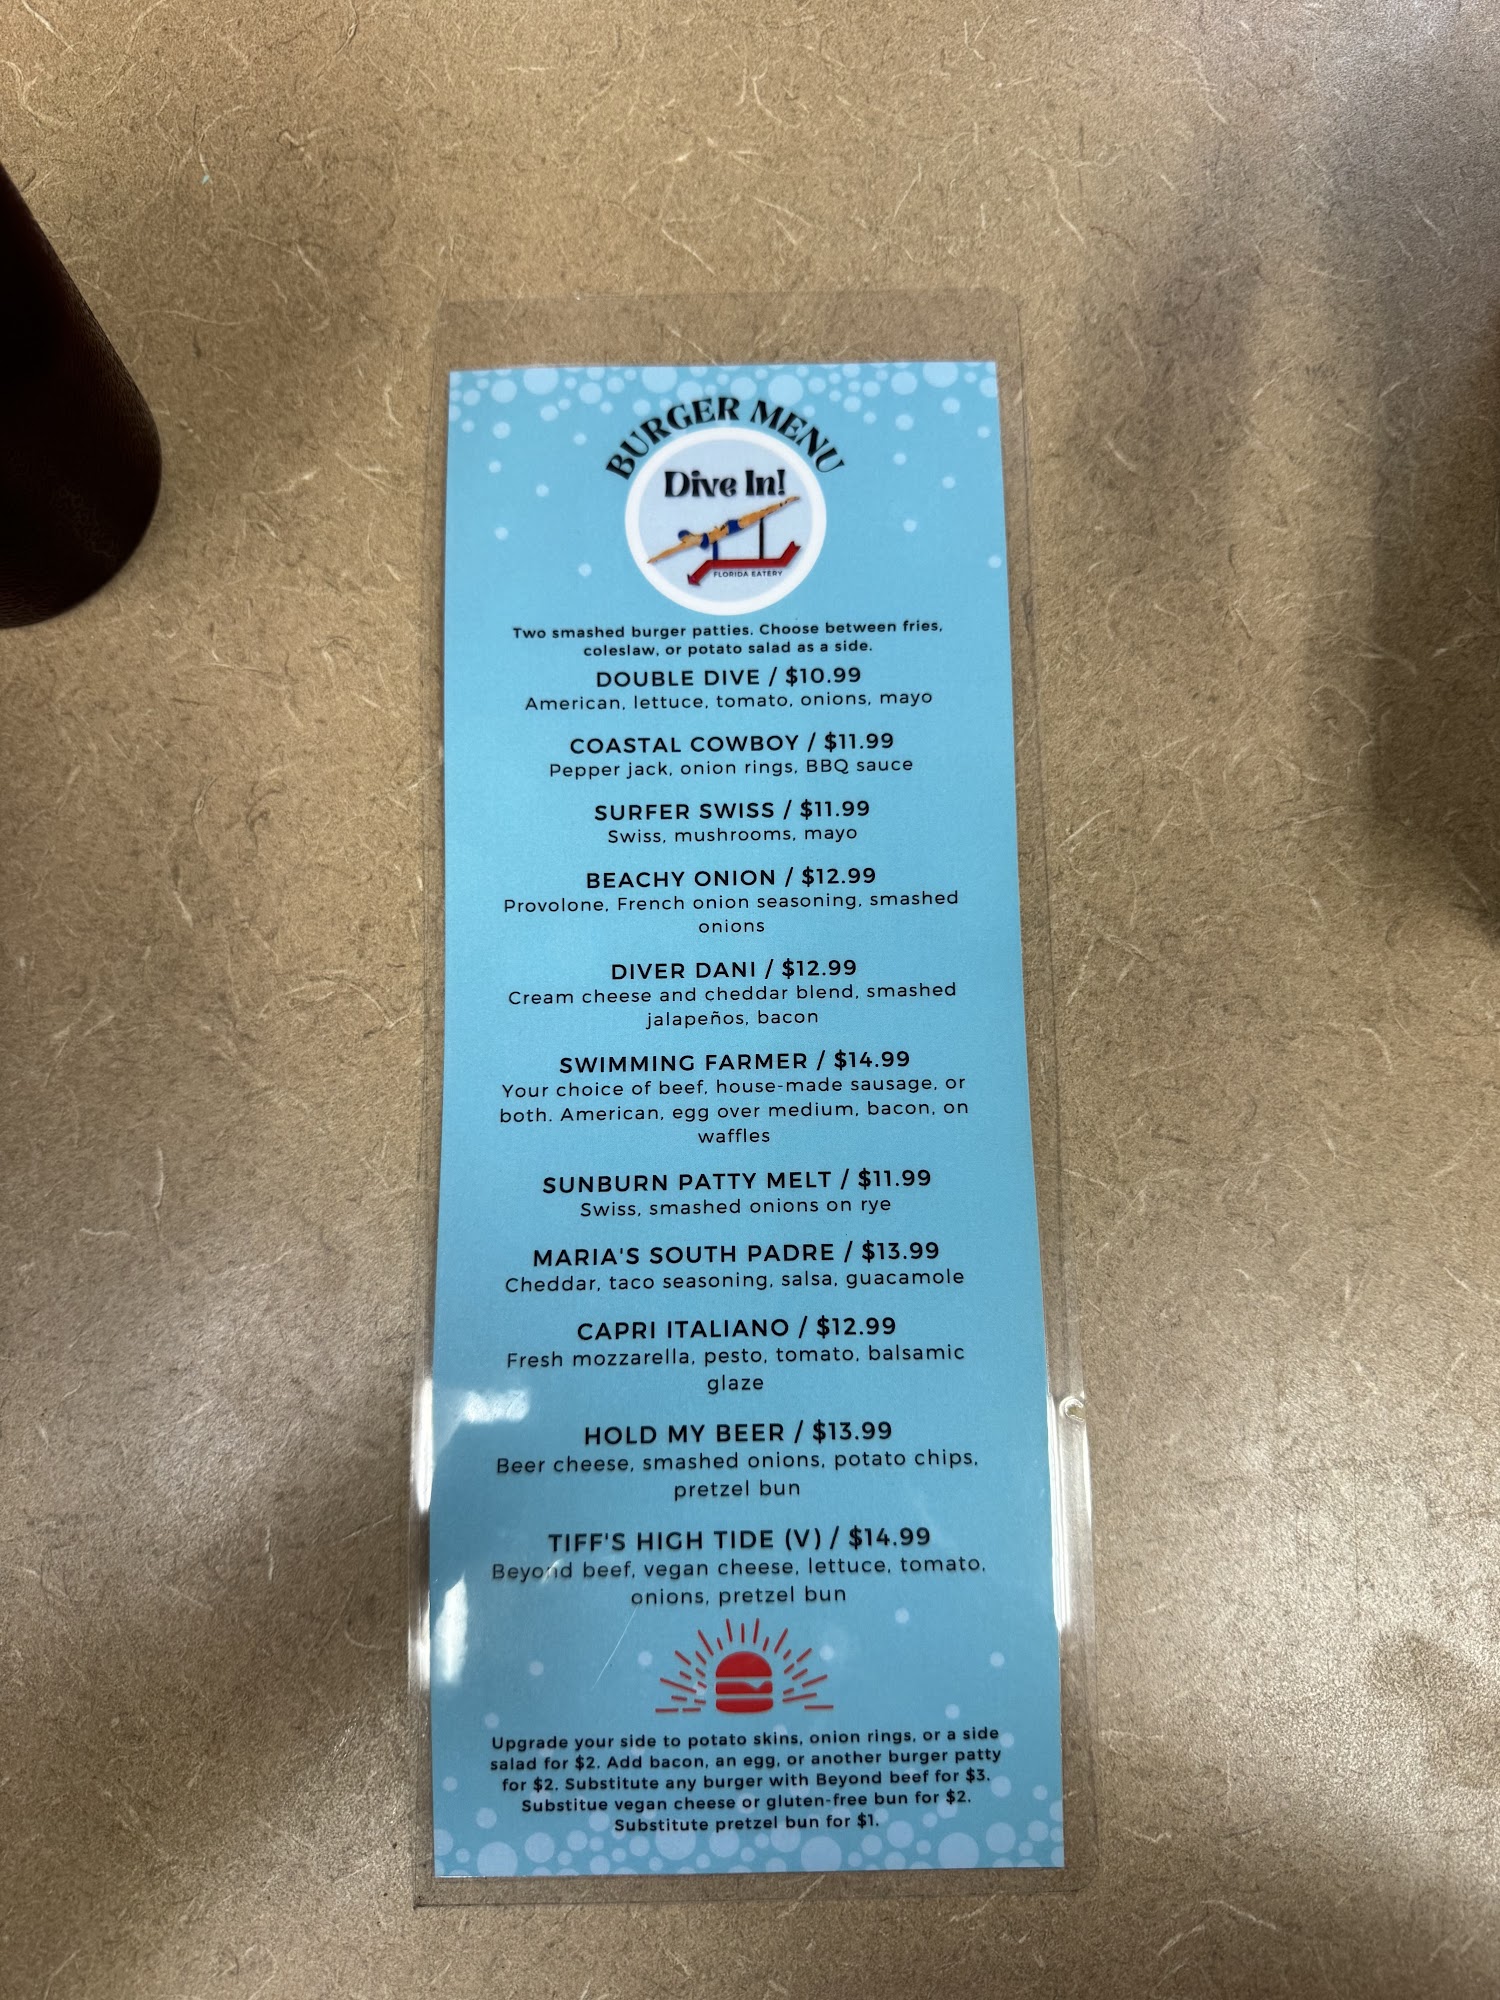 BURGER MENU
Dive In!
FLORIDA EATERY
Two smashed burger patties. Choose between fries,
coleslaw, or potato salad as a side.
DOUBLE DIVE / $10.99
American, lettuce, tomato, onions, mayo
COASTAL COWBOY / $11.99
Pepper jack, onion rings, BBQ sauce
SURFER SWISS / $11.99
Swiss, mushrooms, mayo
BEACHY ONION / $12.99
Provolone, French onion seasoning, smashed
onions
DIVER DANI / $12.99
Cream cheese and cheddar blend, smashed
jalapeños, bacon
SWIMMING FARMER / $14.99
Your choice of beef, house-made sausage, or
both. American, egg over medium, bacon, on
waffles
SUNBURN PATTY MELT / $11.99
Swiss, smashed onions on rye
MARIA'S SOUTH PADRE / $13.99
Cheddar, taco seasoning, salsa, guacamole
CAPRI ITALIANO / $12.99
Fresh mozzarella, pesto, tomato, balsamic
glaze
HOLD MY BEER / $13.99
Beer cheese, smashed onions, potato chips,
pretzel bun
TIFF'S HIGH TIDE (V) / $14.99
Beyond beef, vegan cheese, lettuce, tomato,
onions, pretzel bun
Upgrade your side to potato skins, onion rings, or a side
salad for $2. Add bacon, an egg, or another burger patty
for $2. Substitute any burger with Beyond beef for $3.
Substitue vegan cheese or gluten-free bun for $2.
Substitute pretzel bun for $1.